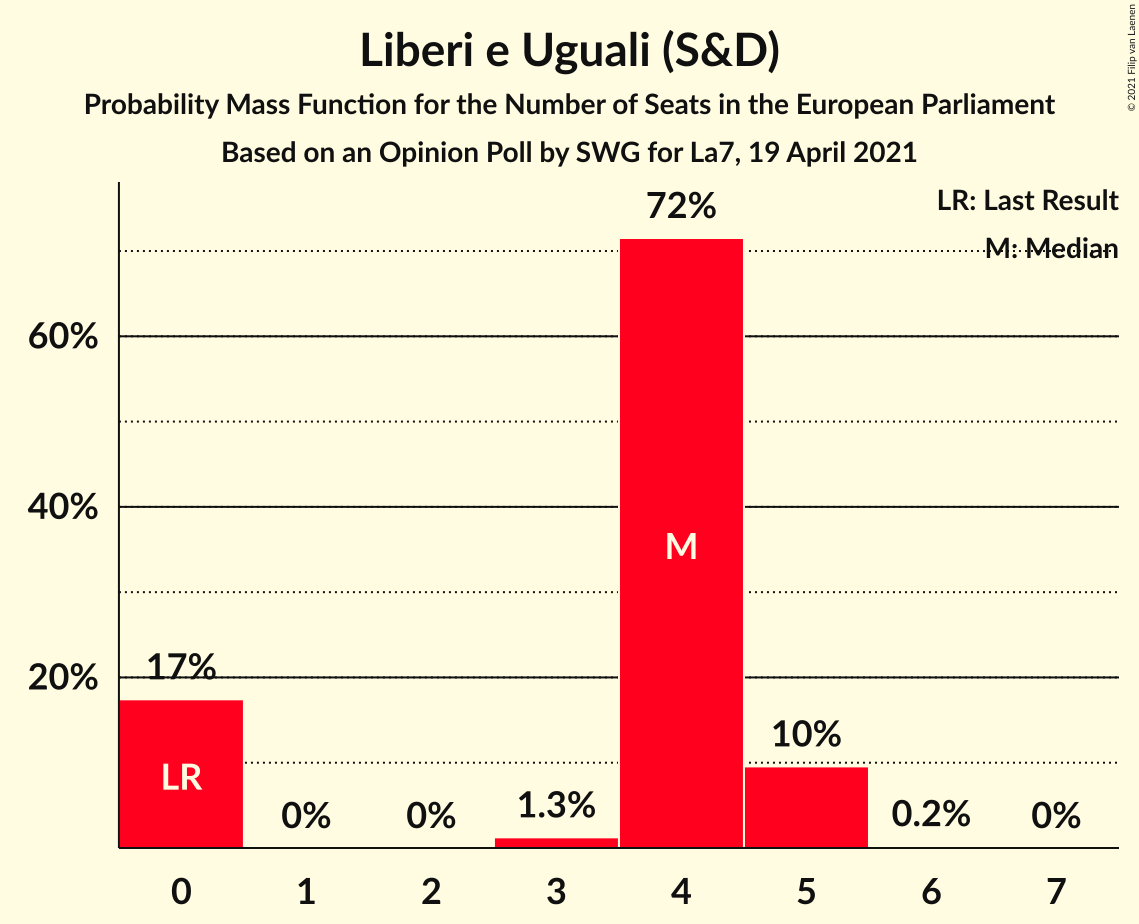 Liberi e Uguali (S&D)
Probability Mass Function for the Number of Seats in the European Parliament
Based on an Opinion Poll by SWG for La7, 19 April 2021
© 2021 Filip van Laenen
LR: Last Result
M: Median
72%
60%
40%
M
20%
17%
10%
LR
0%
0%
1.3%
0.2%
0%
0 1 2 3 4 5 6 7